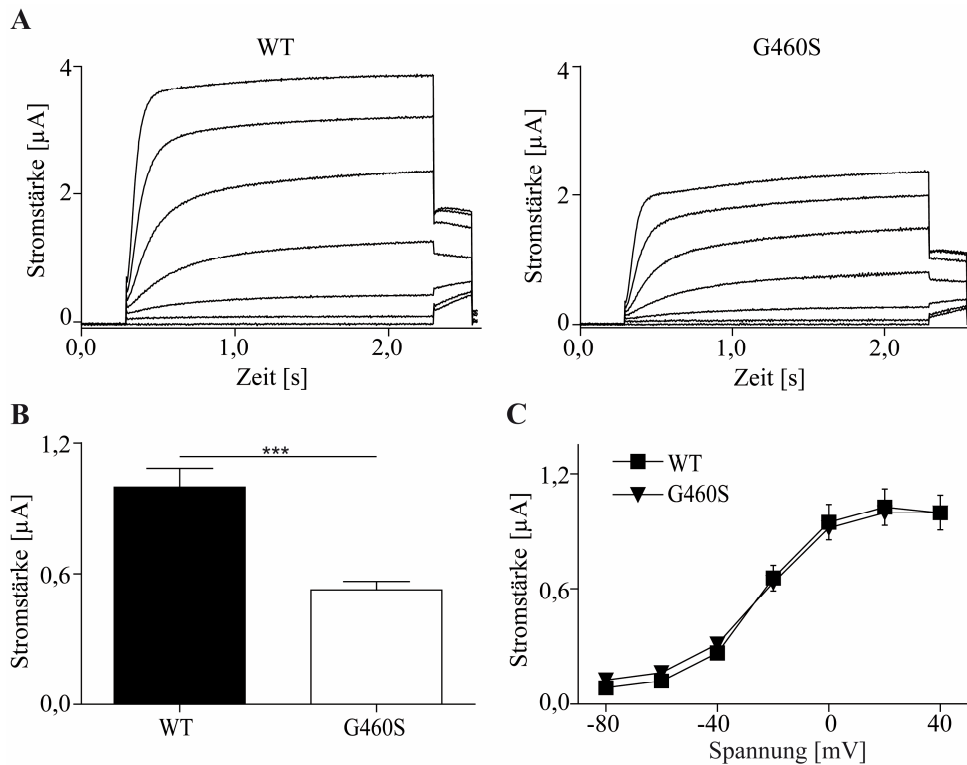 A
WT
G460S
Stromstärke [µA]
4
2
0
0,0
1,0
2,0
Zeit [s]
Stromstärke [µA]
4
2
0
0,0
1,0
2,0
Zeit [s]
B
Stromstärke [µA]
1,2
0,6
0,0
***
WT
G460S
C
Stromstärke [µA]
1,2
0,6
0,0
WT
G460S
-80
-40
0
40
Spannung [mV]